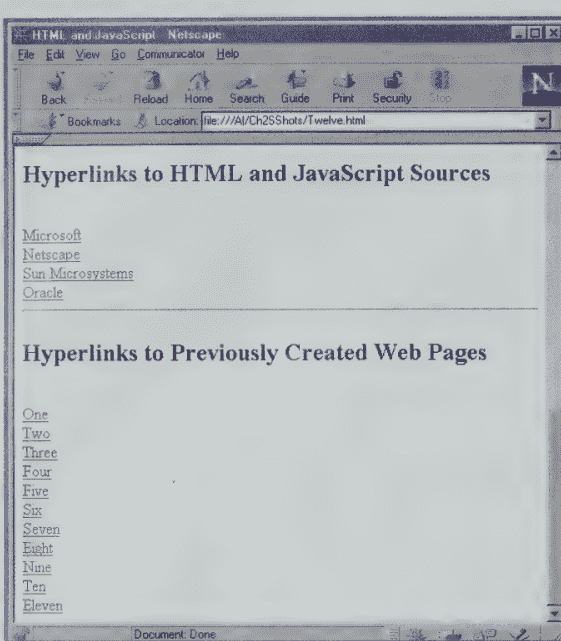 HTML and JavaScript Netscape
File Edit View Go Communicator Help
Back Reload Home Search Guide Print Security Stop
N
Bookmarks Location: file:///A|/Ch2SShots/Twelve.html
Hyperlinks to HTML and JavaScript Sources
Microsoft
Netscape
Sun Microsystems
Oracle
Hyperlinks to Previously Created Web Pages
One
Two
Three
Four
Five
Six
Seven
Eight
Nine
Ten
Eleven
Document: Done